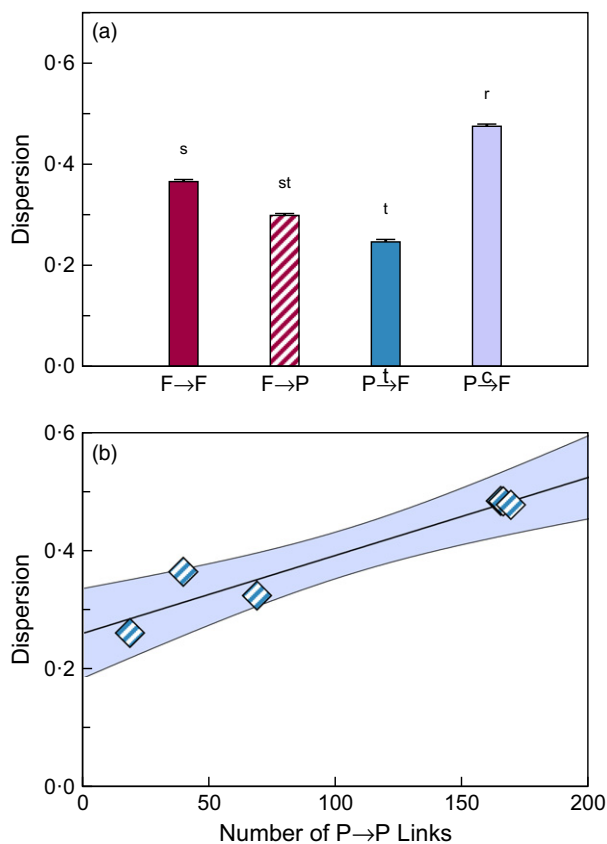 (a)
0·6
0·4
0·2
0·0
Dispersion
s
st
t
r
F→F
F→P
P→F
t
P→F
c
(b)
0·6
0·4
0·2
0·0
Dispersion
0
50
100
150
200
Number of P→P Links